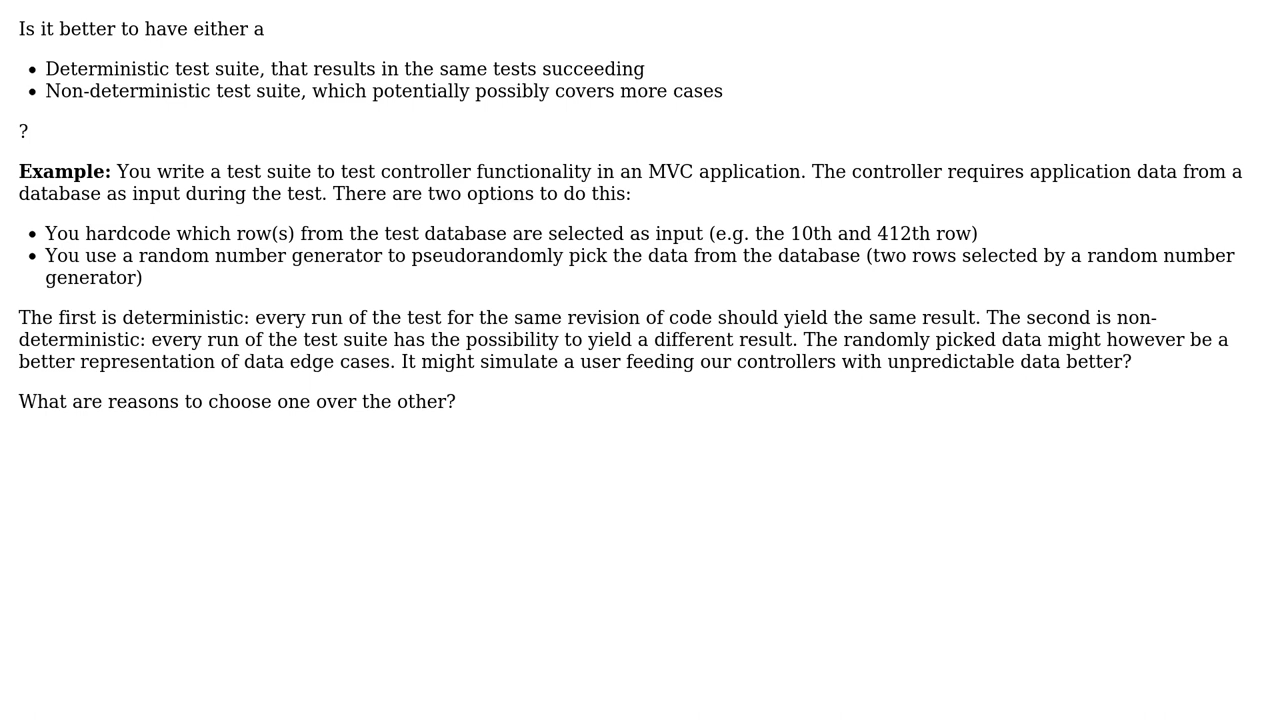 Is it better to have either a
• Deterministic test suite, that results in the same tests succeeding
• Non-deterministic test suite, which potentially possibly covers more cases
?
Example: You write a test suite to test controller functionality in an MVC application. The controller requires application data from a
database as input during the test. There are two options to do this:
• You hardcode which row(s) from the test database are selected as input (e.g. the 10th and 412th row)
• You use a random number generator to pseudorandomly pick the data from the database (two rows selected by a random number
generator)
The first is deterministic: every run of the test for the same revision of code should yield the same result. The second is non-
deterministic: every run of the test suite has the possibility to yield a different result. The randomly picked data might however be a
better representation of data edge cases. It might simulate a user feeding our controllers with unpredictable data better?
What are reasons to choose one over the other?